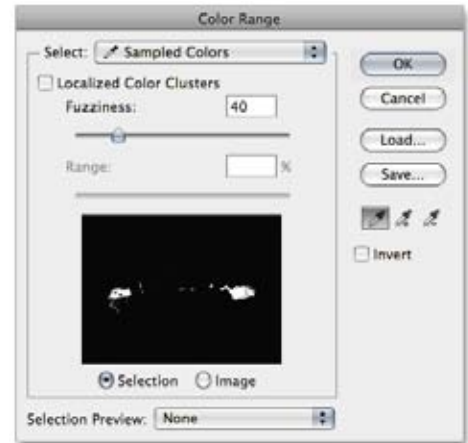 Color Range
Select: Sampled Colors
OK
Localized Color Clusters
Fuzziness: 40
Cancel
Load...
Range: %
Save...
Invert
Selection Image
Selection Preview: None